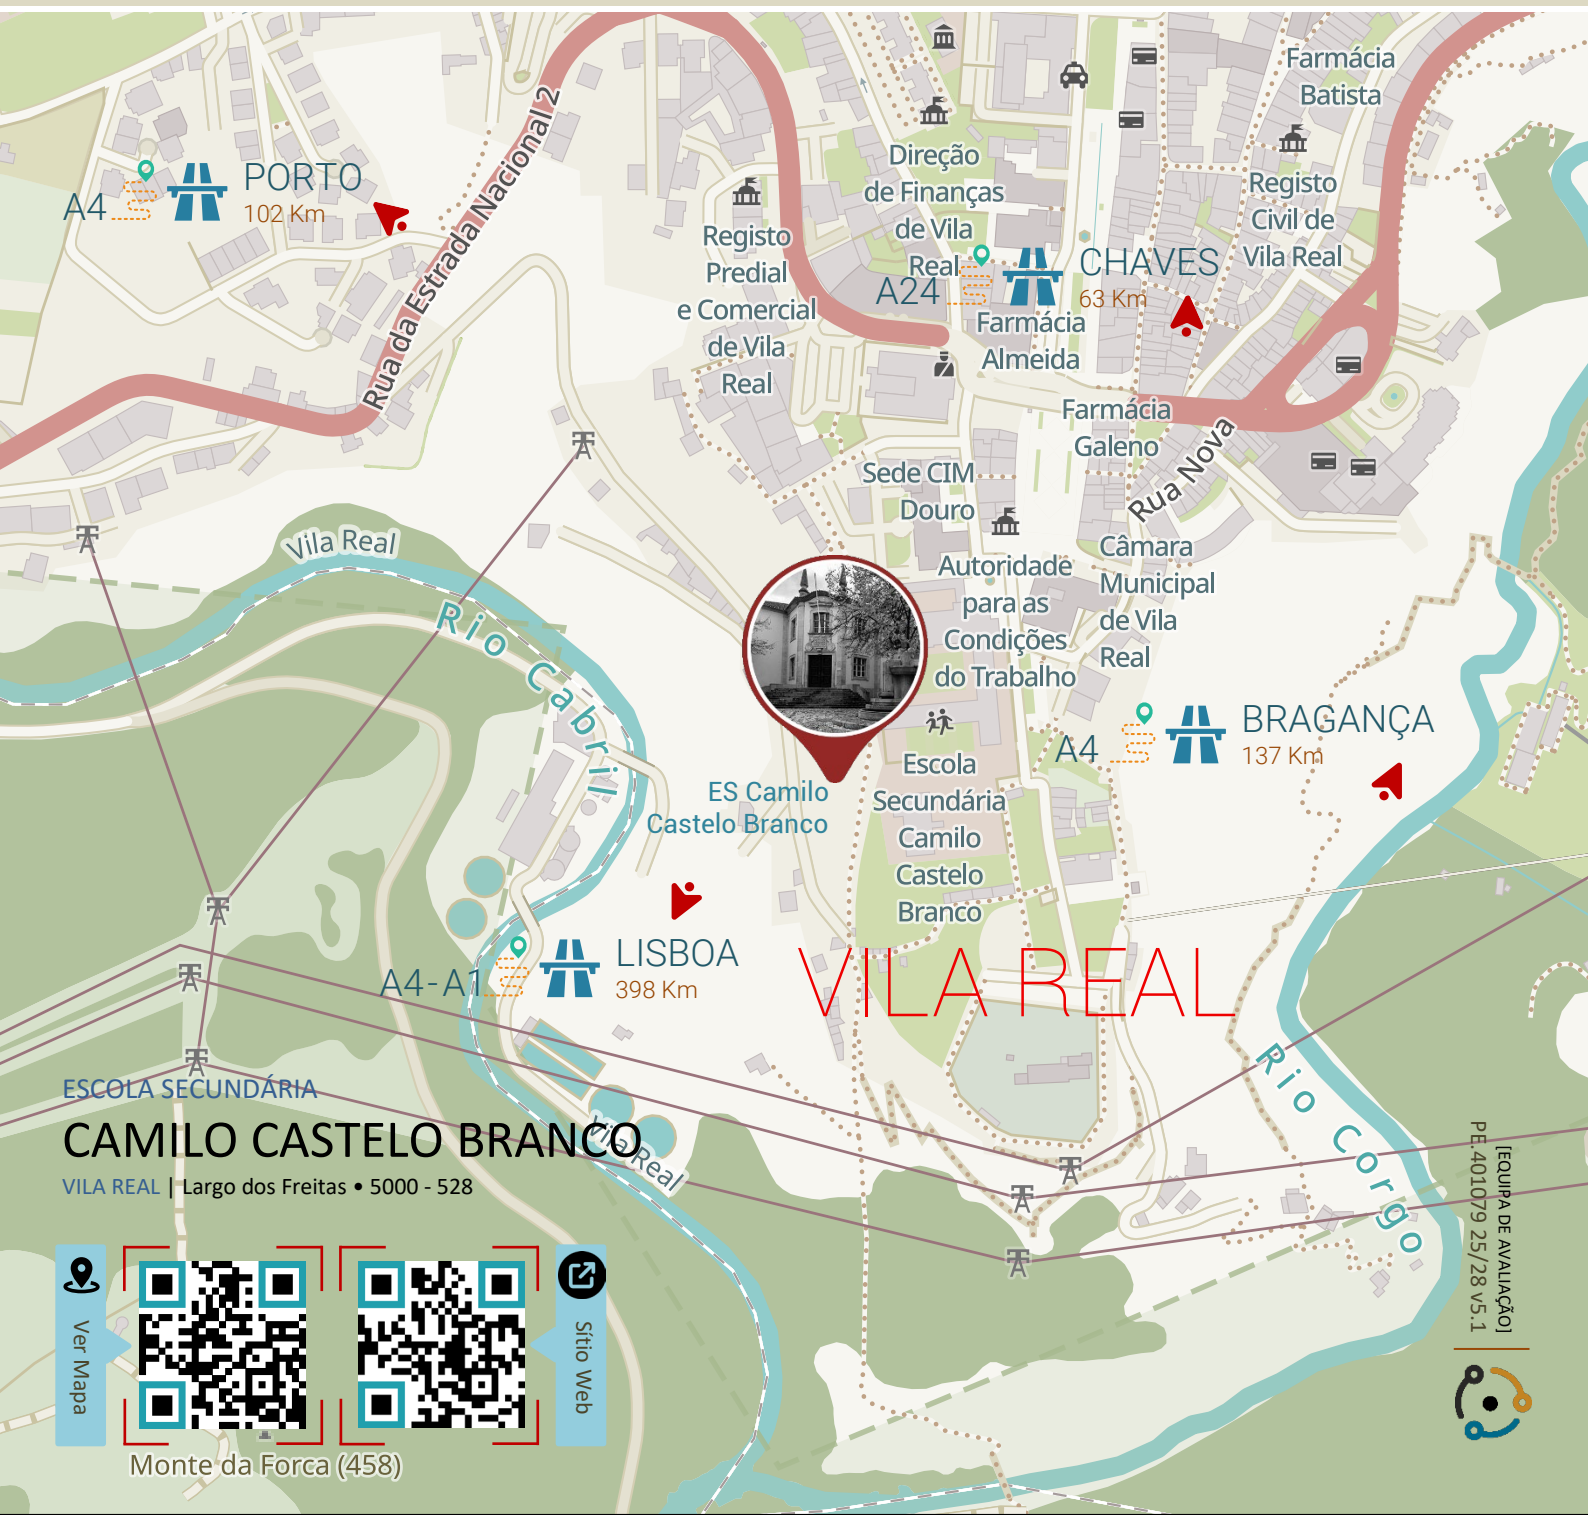 Farmácia
Batista
Rua da Estrada Nacional 2
Direção
de Finanças
de Vila
Real
A4
PORTO
102 Km
Registo
Civil de
Vila Real
Registo
Predial
e Comercial
de Vila
Real
A24
CHAVES
63 Km
Farmácia
Almeida
Farmácia
Galeno
Rua Nova
Sede CIM
Douro
Vila Real
Câmara
Municipal
de Vila
Real
Autoridade
para as
Condições
do Trabalho
Rio Cabril
A4
BRAGANÇA
137 Km
ES Camilo
Castelo Branco
Escola
Secundária
Camilo
Castelo
Branco
A4-A1
LISBOA
398 Km
VILA REAL
Rio Corgo
ESCOLA SECUNDÁRIA
CAMILO CASTELO BRANCO
Vila Real
VILA REAL | Largo dos Freitas • 5000 - 528
[EQUIPA DE AVALIAÇÃO]
PE.401079 25/28 v5.1
Ver Mapa
Sítio Web
Monte da Forca (458)